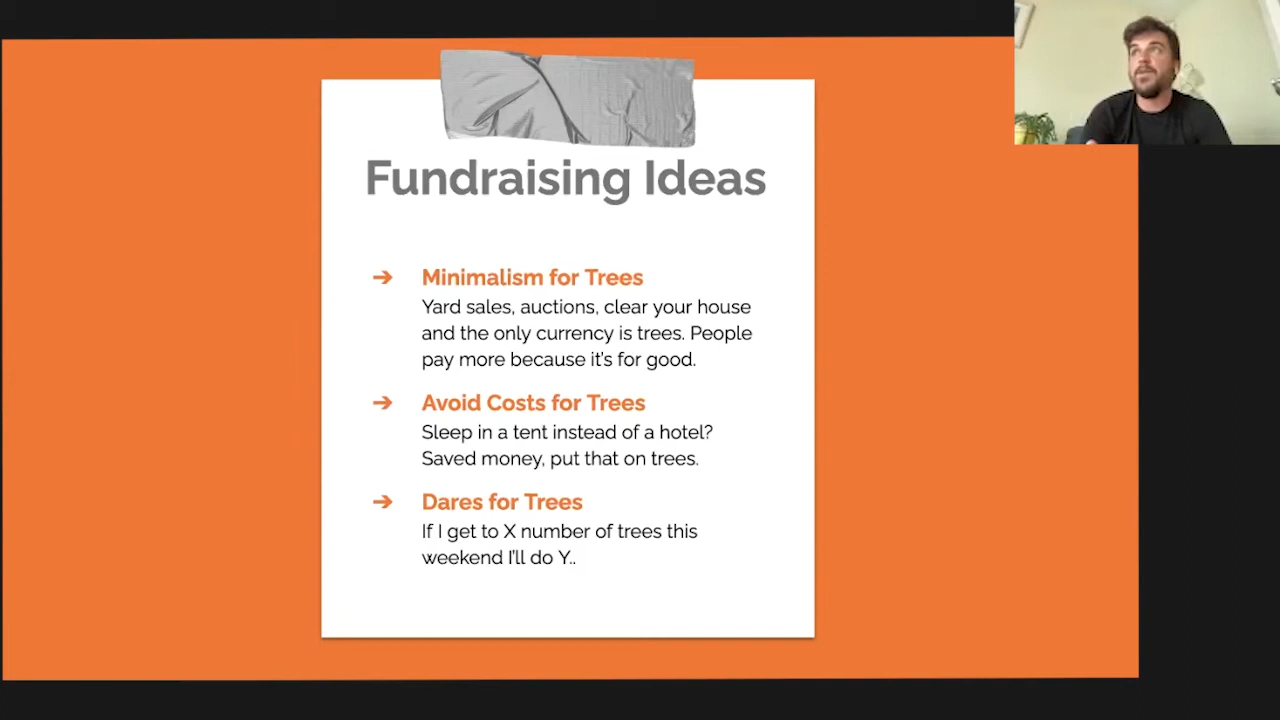 Fundraising Ideas
➔ Minimalism for Trees
Yard sales, auctions, clear your house
and the only currency is trees. People
pay more because it's for good.
➔ Avoid Costs for Trees
Sleep in a tent instead of a hotel?
Saved money, put that on trees.
➔ Dares for Trees
If I get to X number of trees this
weekend I'll do Y..